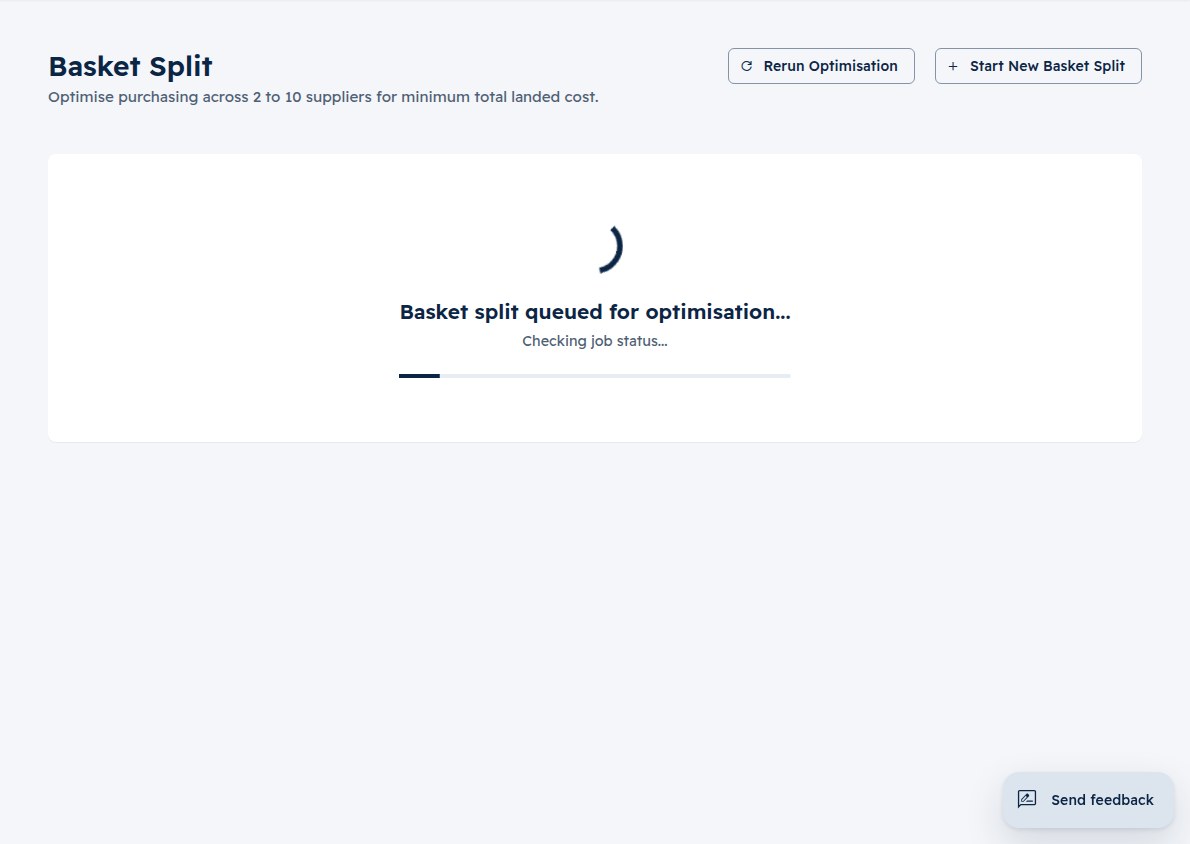 Basket Split
Optimise purchasing across 2 to 10 suppliers for minimum total landed cost.
Rerun Optimisation
Start New Basket Split
Basket split queued for optimisation...
Checking job status...
Send feedback